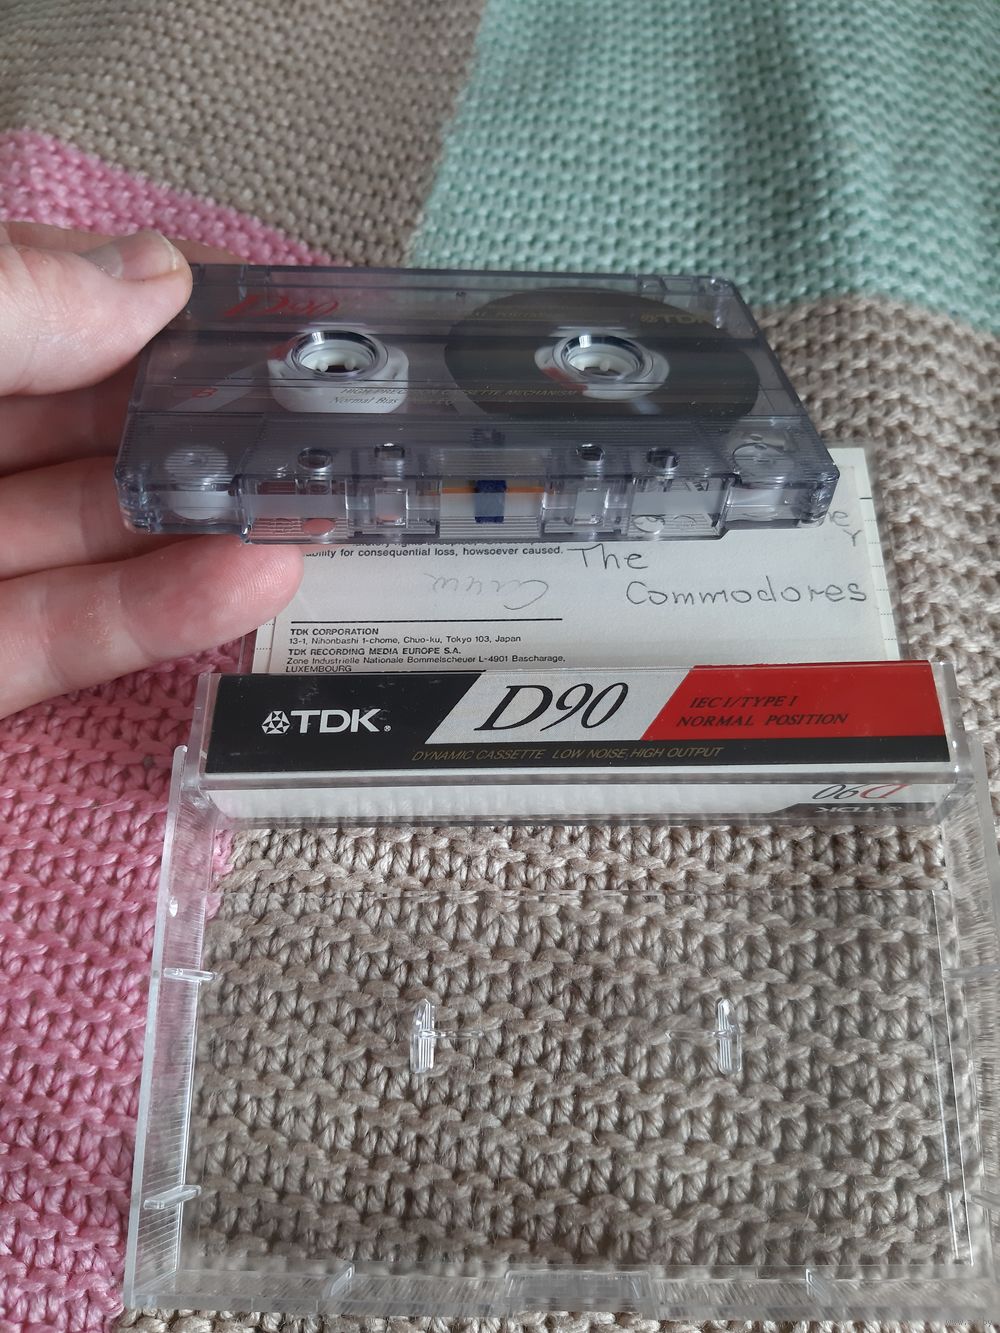 D90
TDK
B
HIGH PRECISION CASSETTE MECHANISM
Normal Bias
ability for consequential loss, howsoever caused.
The
Commodores
TDK CORPORATION
13-1, Nihonbashi 1-chome, Chuo-ku, Tokyo 103, Japan
TDK RECORDING MEDIA EUROPE S.A.
Zone Industrielle Nationale Bommelscheuer L-4901 Bascharage,
LUXEMBOURG
TDK® D90 IEC I/TYPE I
NORMAL POSITION
DYNAMIC CASSETTE LOW NOISE, HIGH OUTPUT
D90
TDK